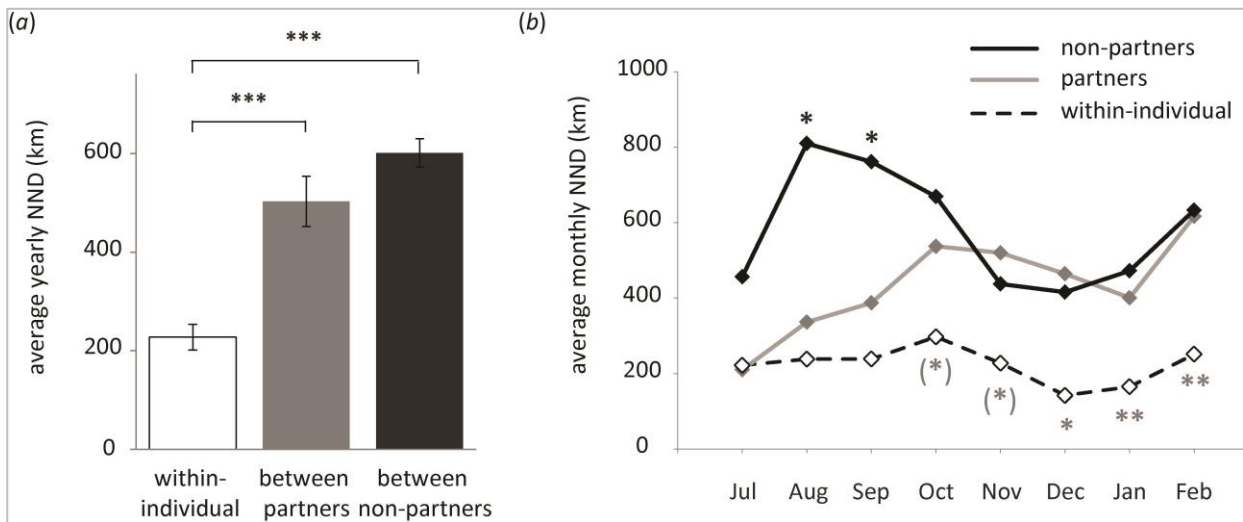 (a)
***
***
average yearly NND (km)
600
400
200
0
within-
individual
between
partners
between
non-partners
(b)
non-partners
partners
within-individual
average monthly NND (km)
1000
800
600
400
200
0
*
*
(*)
(*)
*
**
**
Jul Aug Sep Oct Nov Dec Jan Feb